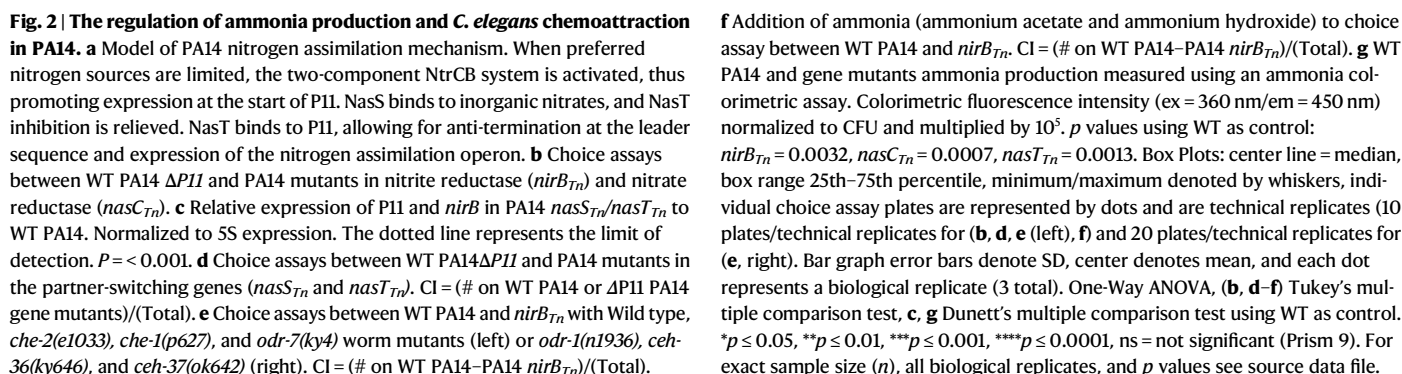 Fig. 2 | The regulation of ammonia production and C. elegans chemoattraction
in PA14. a Model of PA14 nitrogen assimilation mechanism. When preferred
nitrogen sources are limited, the two-component NtrCB system is activated, thus
promoting expression at the start of P11. NasS binds to inorganic nitrates, and NasT
inhibition is relieved. NasT binds to P11, allowing for anti-termination at the leader
sequence and expression of the nitrogen assimilation operon. b Choice assays
between WT PA14 ΔP11 and PA14 mutants in nitrite reductase (nirBTn) and nitrate
reductase (nasCTn). c Relative expression of P11 and nirB in PA14 nasSTn/nasTTn to
WT PA14. Normalized to 5S expression. The dotted line represents the limit of
detection. P = < 0.001. d Choice assays between WT PA14ΔP11 and PA14 mutants in
the partner-switching genes (nasSTn and nasTTn). CI = (# on WT PA14 or ΔP11 PA14
gene mutants)/(Total). e Choice assays between WT PA14 and nirBTn with Wild type,
che-2(e1033), che-1(p627), and odr-7(ky4) worm mutants (left) or odr-1(n1936), ceh-
36(ky646), and ceh-37(ok642) (right). CI = (# on WT PA14–PA14 nirBTn)/(Total).
f Addition of ammonia (ammonium acetate and ammonium hydroxide) to choice
assay between WT PA14 and nirBTn. CI = (# on WT PA14–PA14 nirBTn)/(Total). g WT
PA14 and gene mutants ammonia production measured using an ammonia col-
orimetric assay. Colorimetric fluorescence intensity (ex = 360 nm/em = 450 nm)
normalized to CFU and multiplied by 10⁵. p values using WT as control:
nirBTn = 0.0032, nasCTn = 0.0007, nasTTn = 0.0013. Box Plots: center line = median,
box range 25th–75th percentile, minimum/maximum denoted by whiskers, indi-
vidual choice assay plates are represented by dots and are technical replicates (10
plates/technical replicates for (b, d, e (left), f) and 20 plates/technical replicates for
(e, right). Bar graph error bars denote SD, center denotes mean, and each dot
represents a biological replicate (3 total). One-Way ANOVA, (b, d–f) Tukey's mul-
tiple comparison test, c, g Dunett's multiple comparison test using WT as control.
*p ≤ 0.05, **p ≤ 0.01, ***p ≤ 0.001, ****p ≤ 0.0001, ns = not significant (Prism 9). For
exact sample size (n), all biological replicates, and p values see source data file.